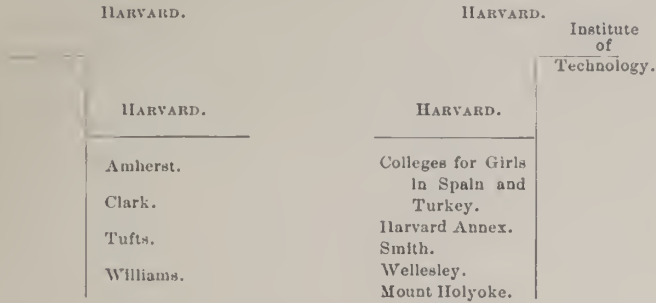 HARVARD.
HARVARD.
Institute
of
Technology.
HARVARD.
Amherst.
Clark.
Tufts.
Williams.
HARVARD.
Colleges for Girls
in Spain and
Turkey.
Harvard Annex.
Smith.
Wellesley.
Mount Holyoke.